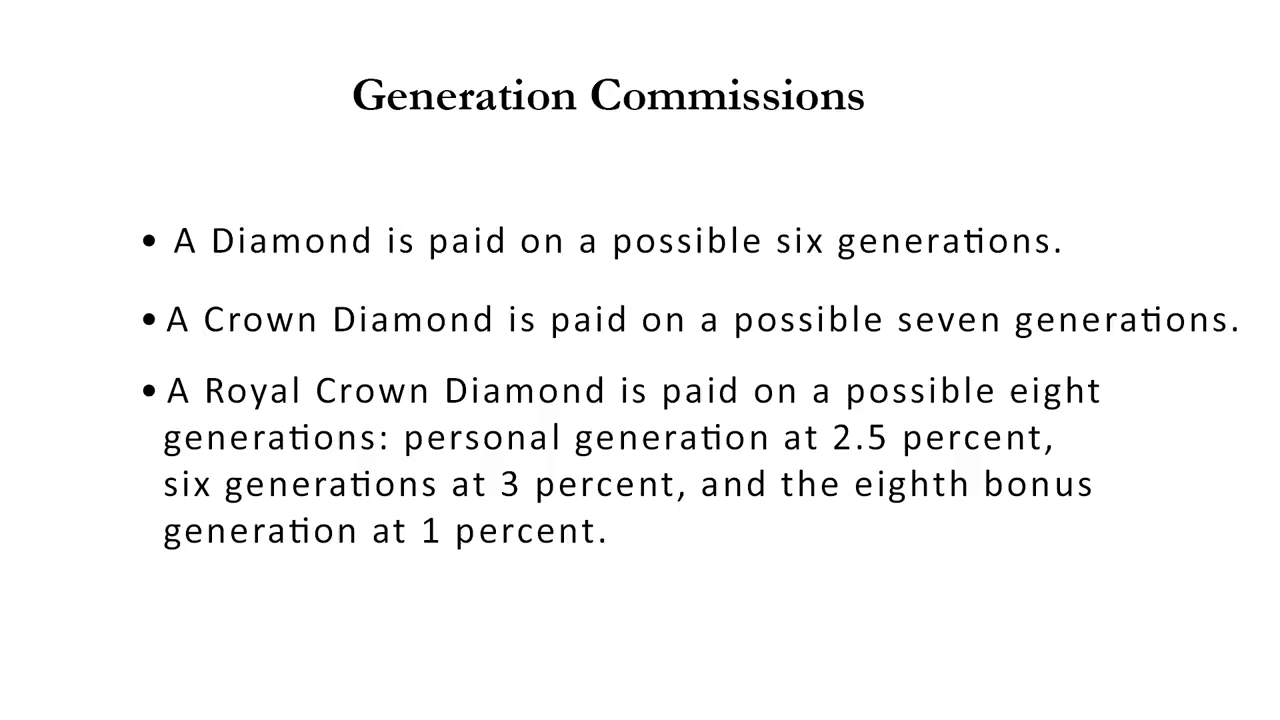 Generation Commissions
• A Diamond is paid on a possible six generations.
• A Crown Diamond is paid on a possible seven generations.
• A Royal Crown Diamond is paid on a possible eight
generations: personal generation at 2.5 percent,
six generations at 3 percent, and the eighth bonus
generation at 1 percent.